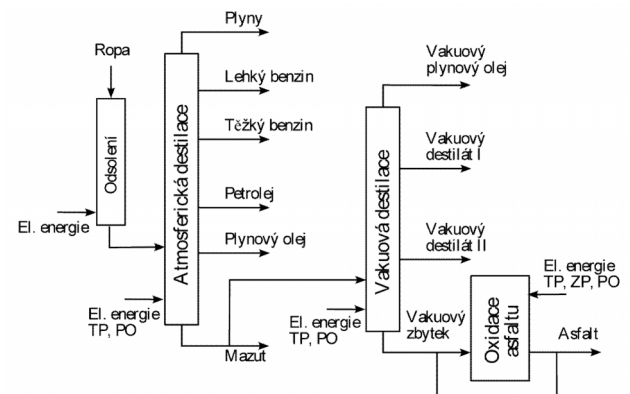 Plyny
Ropa
Lehký benzin
Těžký benzin
Odsolení
Atmosferická destilace
Petrolej
El. energie
Plynový olej
El. energie
TP, PO
Mazut
Vakuový
plynový olej
Vakuový
destilát I
Vakuová destilace
Vakuový
destilát II
El. energie
TP, PO
Vakuový
zbytek
El. energie
TP, ZP, PO
Oxidace
asfaltu
Asfalt